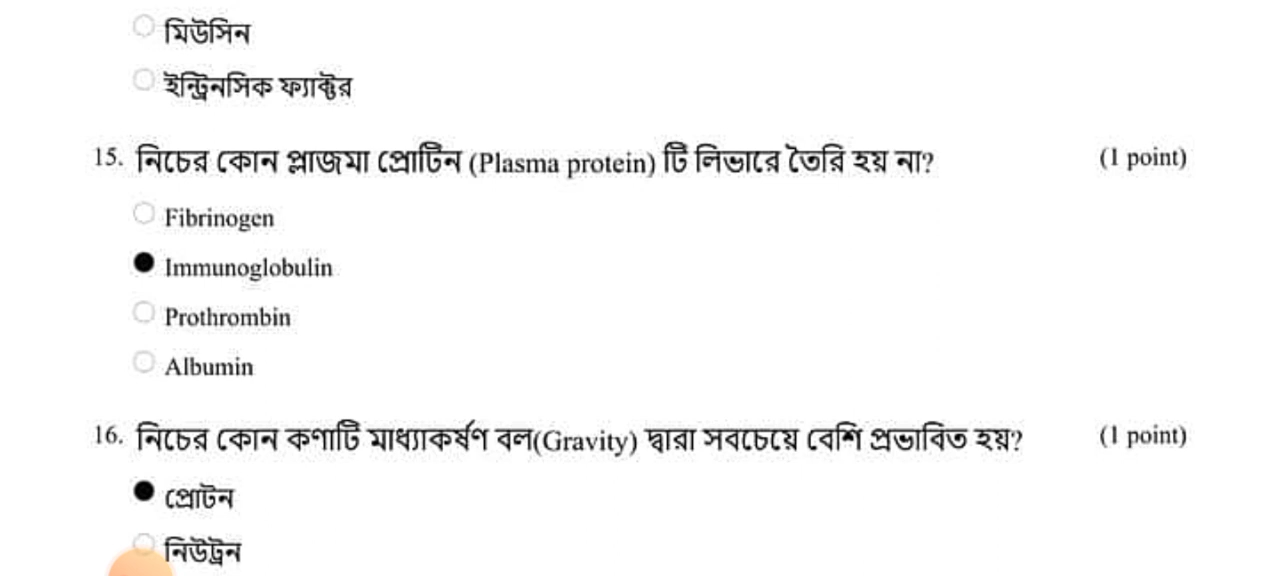 মিউসিন
ইন্ট্রিনসিক ফ্যাক্টর
15. নিচের কোন প্লাজমা প্রোটিন (Plasma protein) টি লিভারে তৈরি হয় না? (1 point)
Fibrinogen
Immunoglobulin
Prothrombin
Albumin
16. নিচের কোন কণাটি মাধ্যাকর্ষণ বল(Gravity) দ্বারা সবচেয়ে বেশি প্রভাবিত হয়? (1 point)
প্রোটন
নিউট্রন